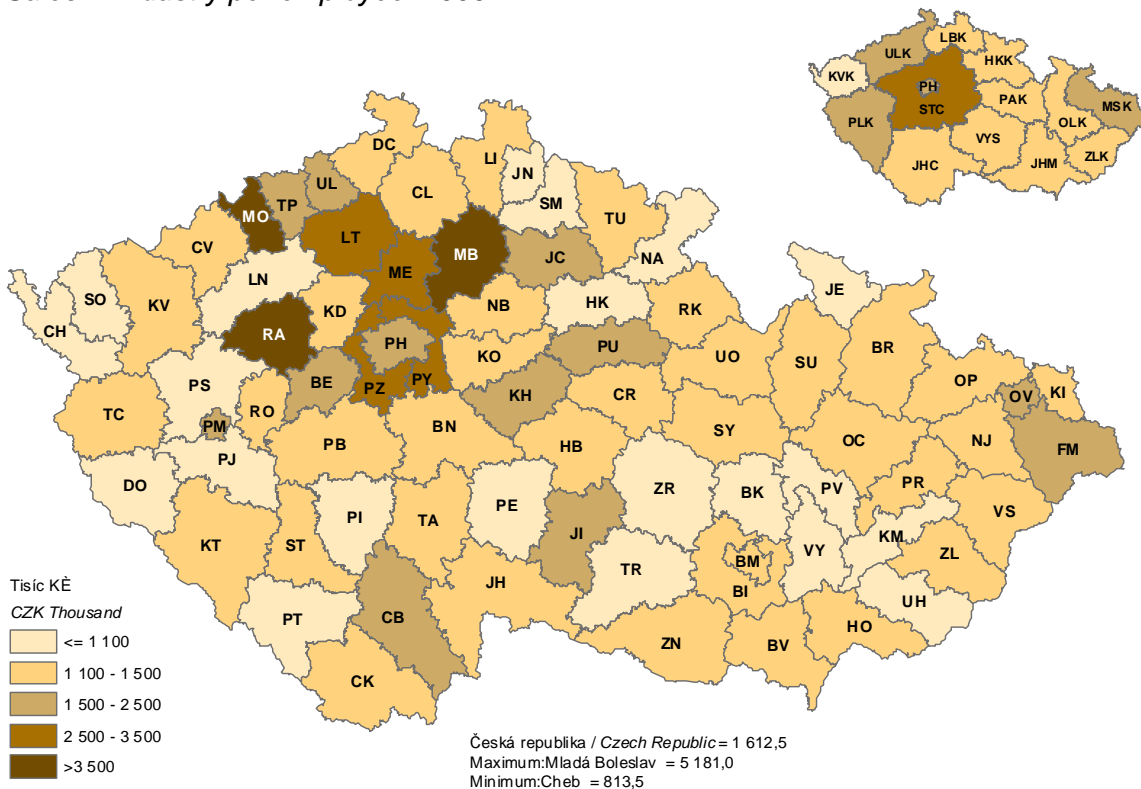 ULK
LBK
HKK
KVK
PH
STC
PAK
MSK
PLK
OLK
VYS
JHC
JHM
ZLK
DC
LI
JN
UL
CL
SM
TP
TU
MO
LT
MB
CV
ME
JC
NA
LN
SO
KV
KD
NB
HK
RK
JE
CH
RA
PH
PU
BR
KO
UO
SU
PS
BE
PZ
PY
KH
CR
OP
OV
KI
TC
RO
PM
BN
SY
PB
HB
OC
NJ
FM
PJ
DO
ZR
BK
PV
PR
PI
PE
VS
KT
ST
TA
JI
VY
KM
ZL
BM
TR
BI
JH
UH
PT
CB
HO
ZN
BV
CK
Tisíc KÈ
CZK Thousand
<= 1 100
1 100 - 1 500
1 500 - 2 500
2 500 - 3 500
>3 500
Česká republika / Czech Republic = 1 612,5
Maximum:Mladá Boleslav = 5 181,0
Minimum:Cheb = 813,5